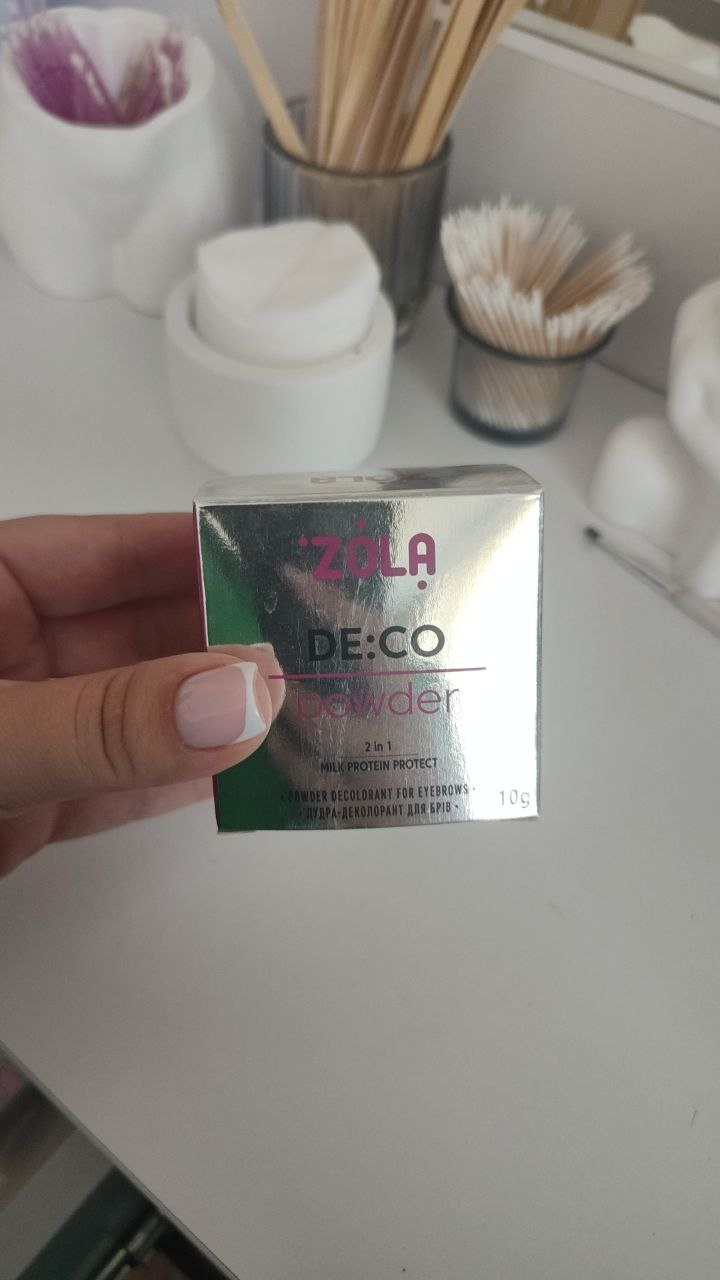 ZOLA
ZOLA
DE:CO
powder
2 in 1
MILK PROTEIN PROTECT
• POWDER DECOLORANT FOR EYEBROWS •
• ПУДРА-ДЕКОЛОРАНТ ДЛЯ БРІВ •
10g